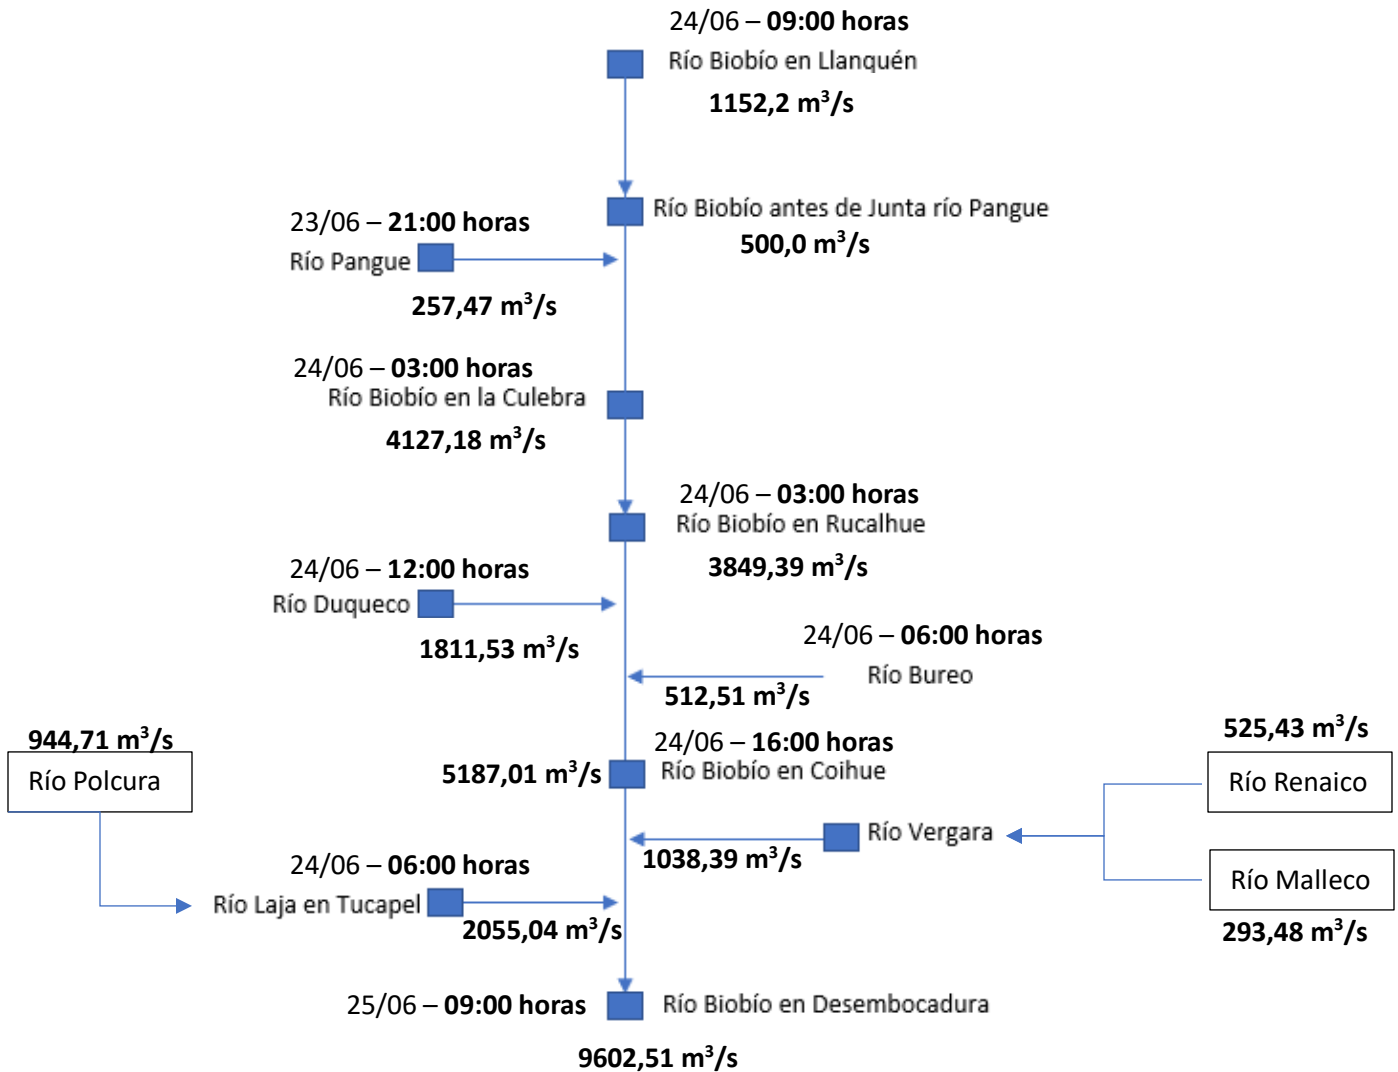 24/06 – 09:00 horas
Río Biobío en Llanquén
1152,2 m³/s
Río Biobío antes de Junta río Pangue
500,0 m³/s
23/06 – 21:00 horas
Río Pangue
257,47 m³/s
24/06 – 03:00 horas
Río Biobío en la Culebra
4127,18 m³/s
24/06 – 03:00 horas
Río Biobío en Rucalhue
3849,39 m³/s
24/06 – 12:00 horas
Río Duqueco
1811,53 m³/s
24/06 – 06:00 horas
Río Bureo
512,51 m³/s
24/06 – 16:00 horas
5187,01 m³/s
Río Biobío en Coihue
944,71 m³/s
Río Polcura
525,43 m³/s
Río Renaico
Río Vergara
1038,39 m³/s
Río Malleco
293,48 m³/s
24/06 – 06:00 horas
Río Laja en Tucapel
2055,04 m³/s
25/06 – 09:00 horas
Río Biobío en Desembocadura
9602,51 m³/s